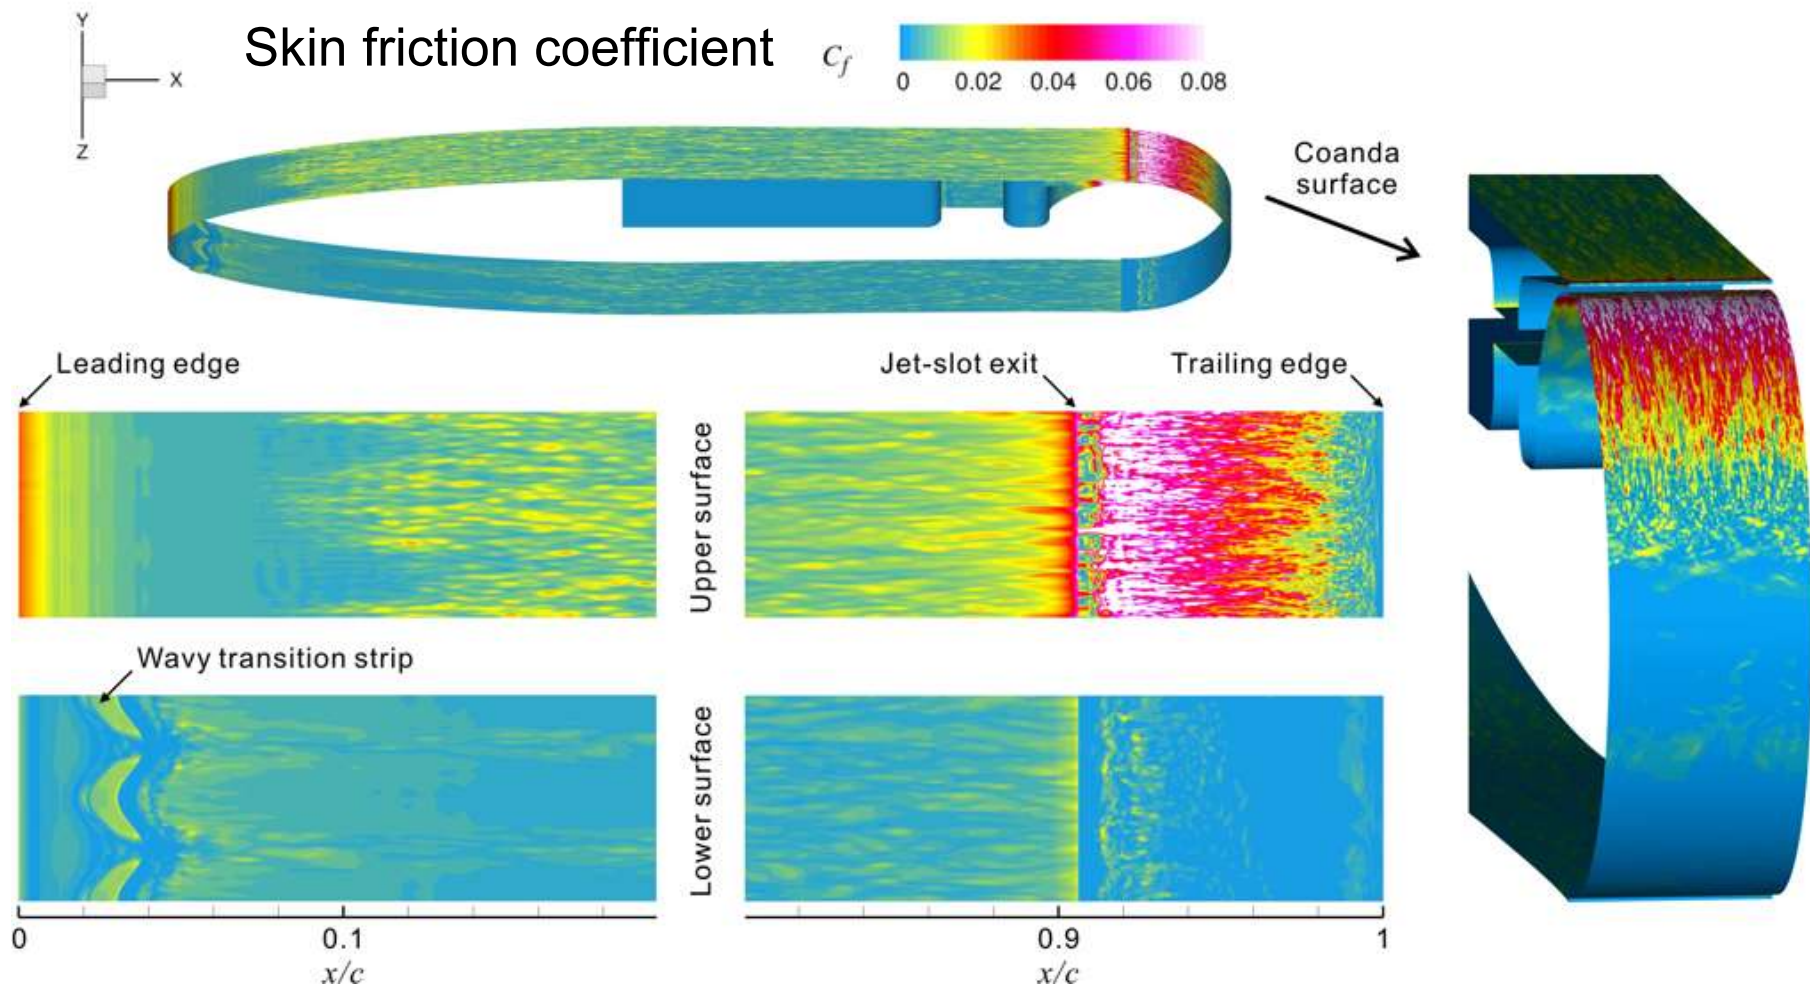 Y
X
Z
Skin friction coefficient
C_f
0 0.02 0.04 0.06 0.08
Coanda
surface
Leading edge
Jet-slot exit
Trailing edge
Upper surface
Wavy transition strip
Lower surface
0 0.1
x/c
0.9 1
x/c